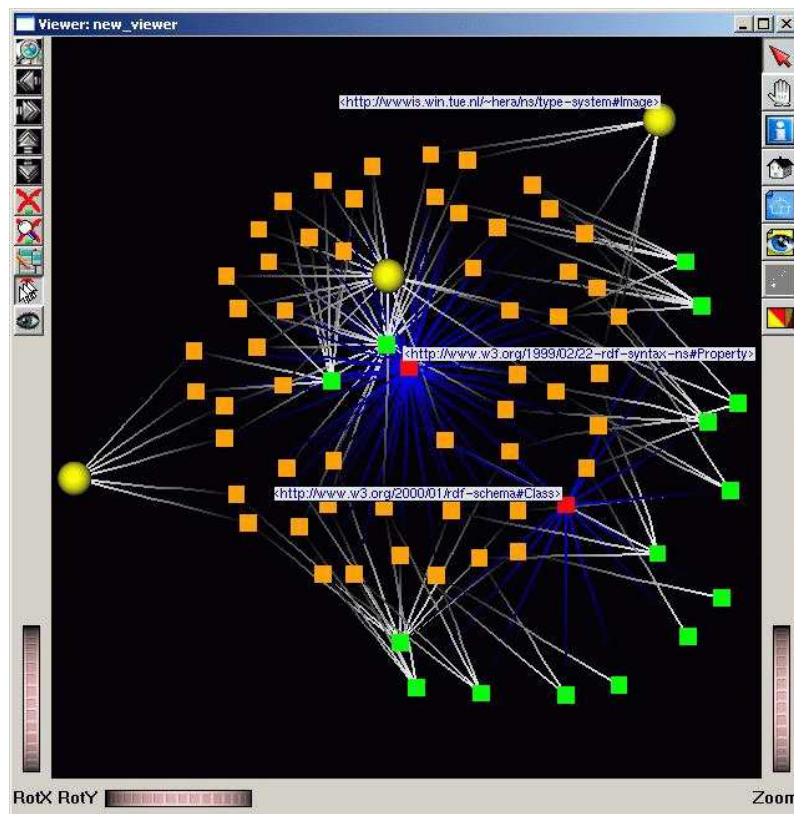 Viewer: new_viewer
<http://wwwis.win.tue.nl/~hera/ns/type-system#Image>
<http://www.w3.org/1999/02/22-rdf-syntax-ns#Property>
<http://www.w3.org/2000/01/rdf-schema#Class>
RotX RotY
Zoom